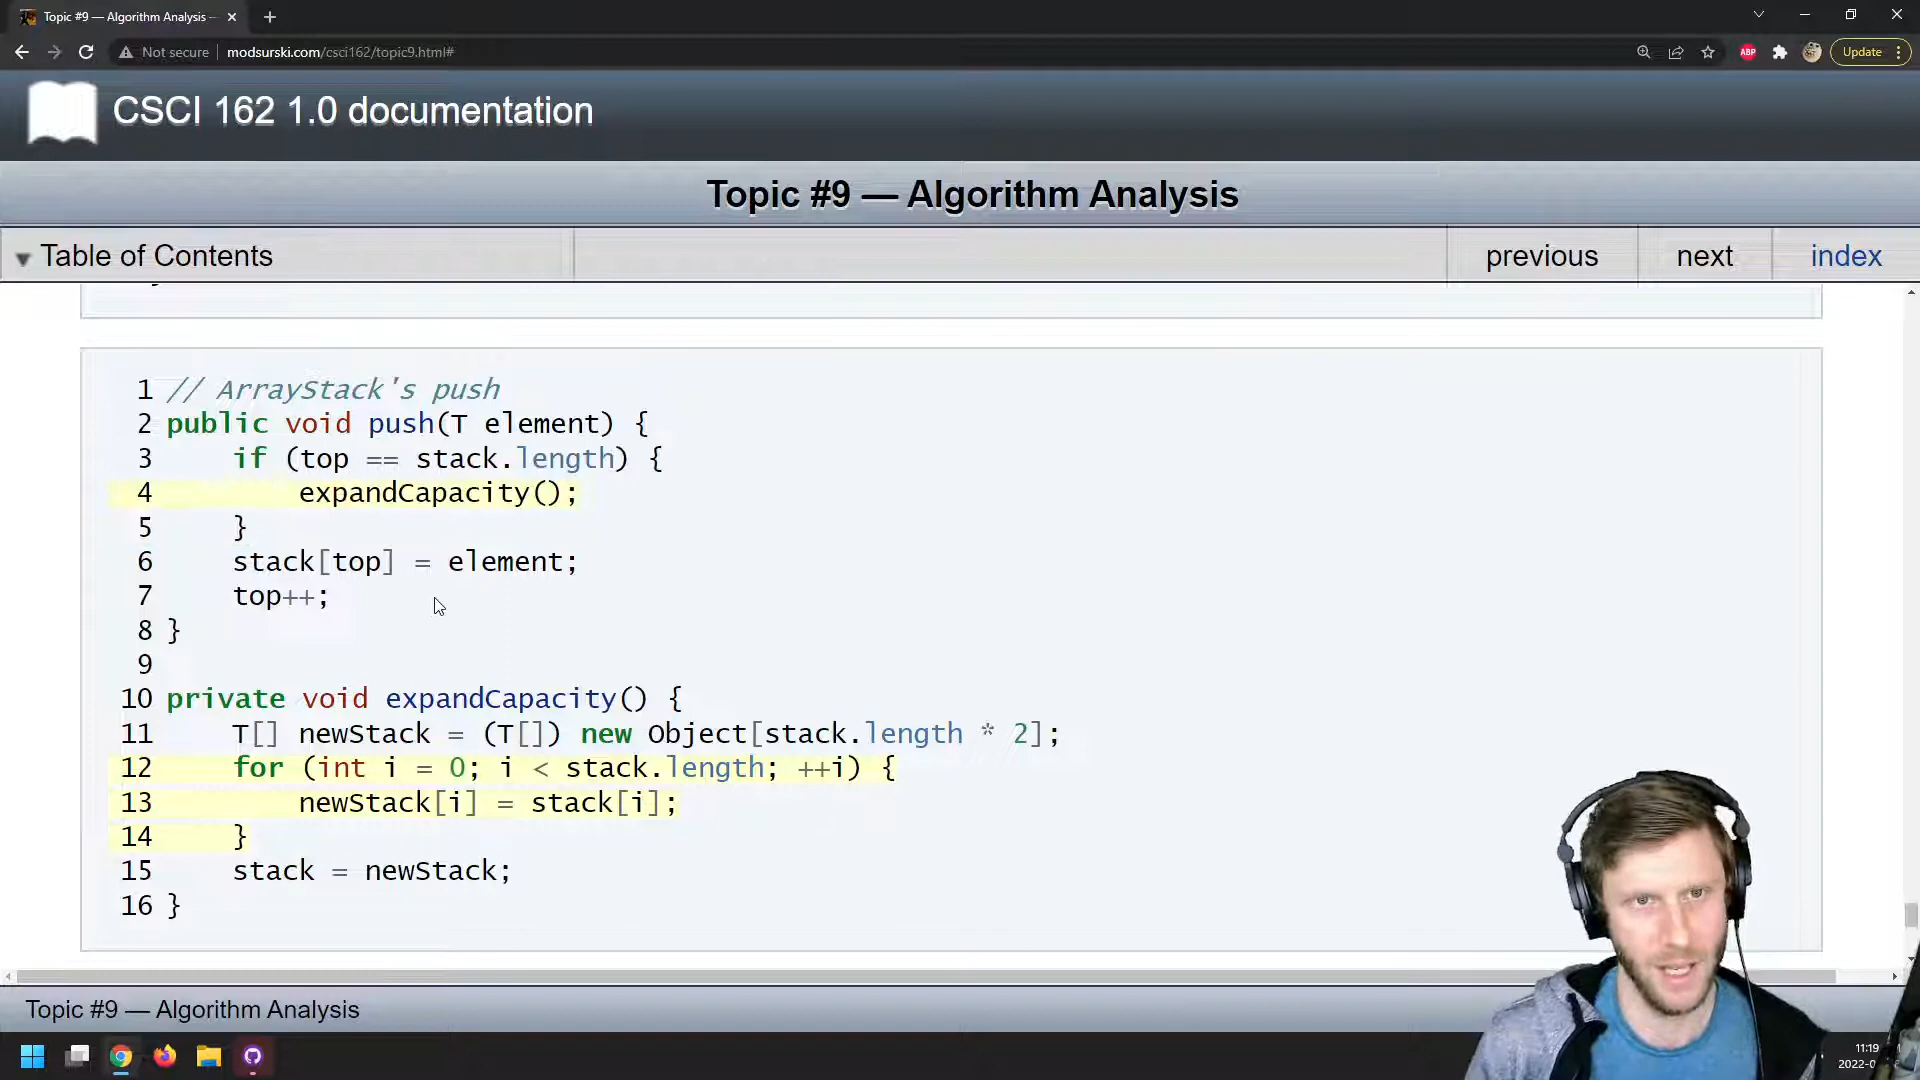 Topic #9 — Algorithm Analysis —
Not secure
modsurski.com/csci162/topic9.html#
ABP
Update
CSCI 162 1.0 documentation
Topic #9 — Algorithm Analysis
Table of Contents
previous
next
index
1 // ArrayStack's push
2 public void push(T element) {
3     if (top == stack.length) {
4         expandCapacity();
5     }
6     stack[top] = element;
7     top++;
8 }
9
10 private void expandCapacity() {
11     T[] newStack = (T[]) new Object[stack.length * 2];
12     for (int i = 0; i < stack.length; ++i) {
13         newStack[i] = stack[i];
14     }
15     stack = newStack;
16 }
Topic #9 — Algorithm Analysis
11:19